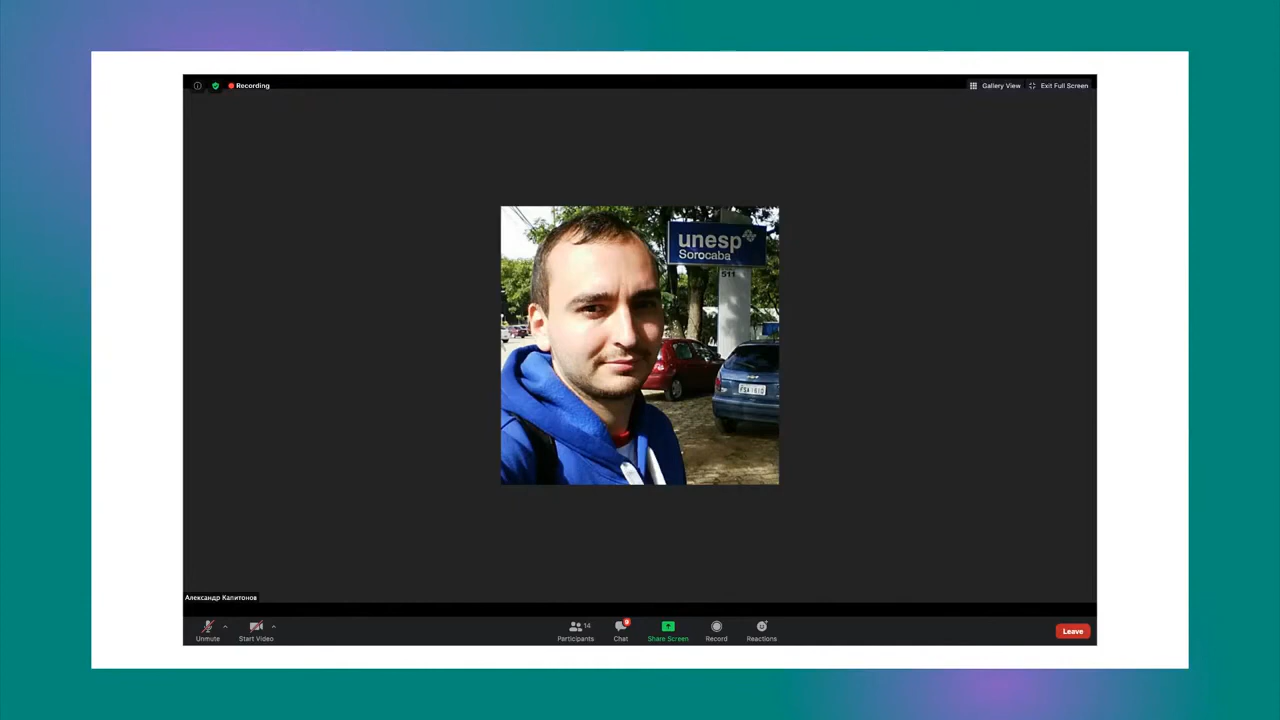 Recording
Gallery View
Exit Full Screen
unesp
Sorocaba
511
Александр Капитонов
Unmute
Start Video
14
Participants
8
Chat
Share Screen
Record
Reactions
Leave